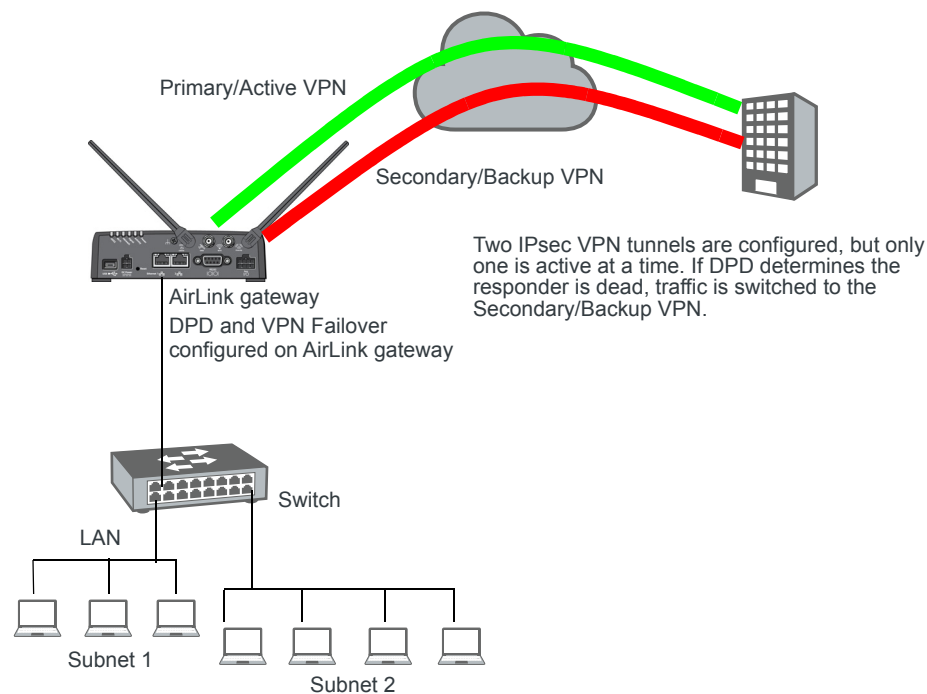 Primary/Active VPN
Secondary/Backup VPN
Two IPsec VPN tunnels are configured, but only
one is active at a time. If DPD determines the
responder is dead, traffic is switched to the
Secondary/Backup VPN.
AirLink gateway
DPD and VPN Failover
configured on AirLink gateway
Switch
LAN
Subnet 1
Subnet 2